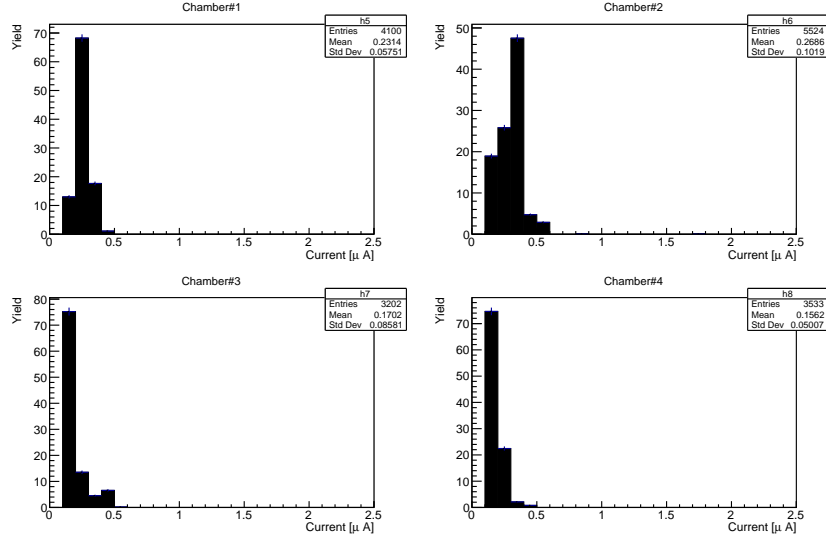 Chamber#1
Yield
h5
Entries 4100
Mean 0.2314
Std Dev 0.05751
70
60
50
40
30
20
10
0
0 0.5 1 1.5 2 2.5
Current [μ A]
Chamber#2
Yield
h6
Entries 5524
Mean 0.2686
Std Dev 0.1019
50
40
30
20
10
0
0 0.5 1 1.5 2 2.5
Current [μ A]
Chamber#3
Yield
h7
Entries 3202
Mean 0.1702
Std Dev 0.08581
80
70
60
50
40
30
20
10
0
0 0.5 1 1.5 2 2.5
Current [μ A]
Chamber#4
Yield
h8
Entries 3533
Mean 0.1562
Std Dev 0.05007
70
60
50
40
30
20
10
0
0 0.5 1 1.5 2 2.5
Current [μ A]